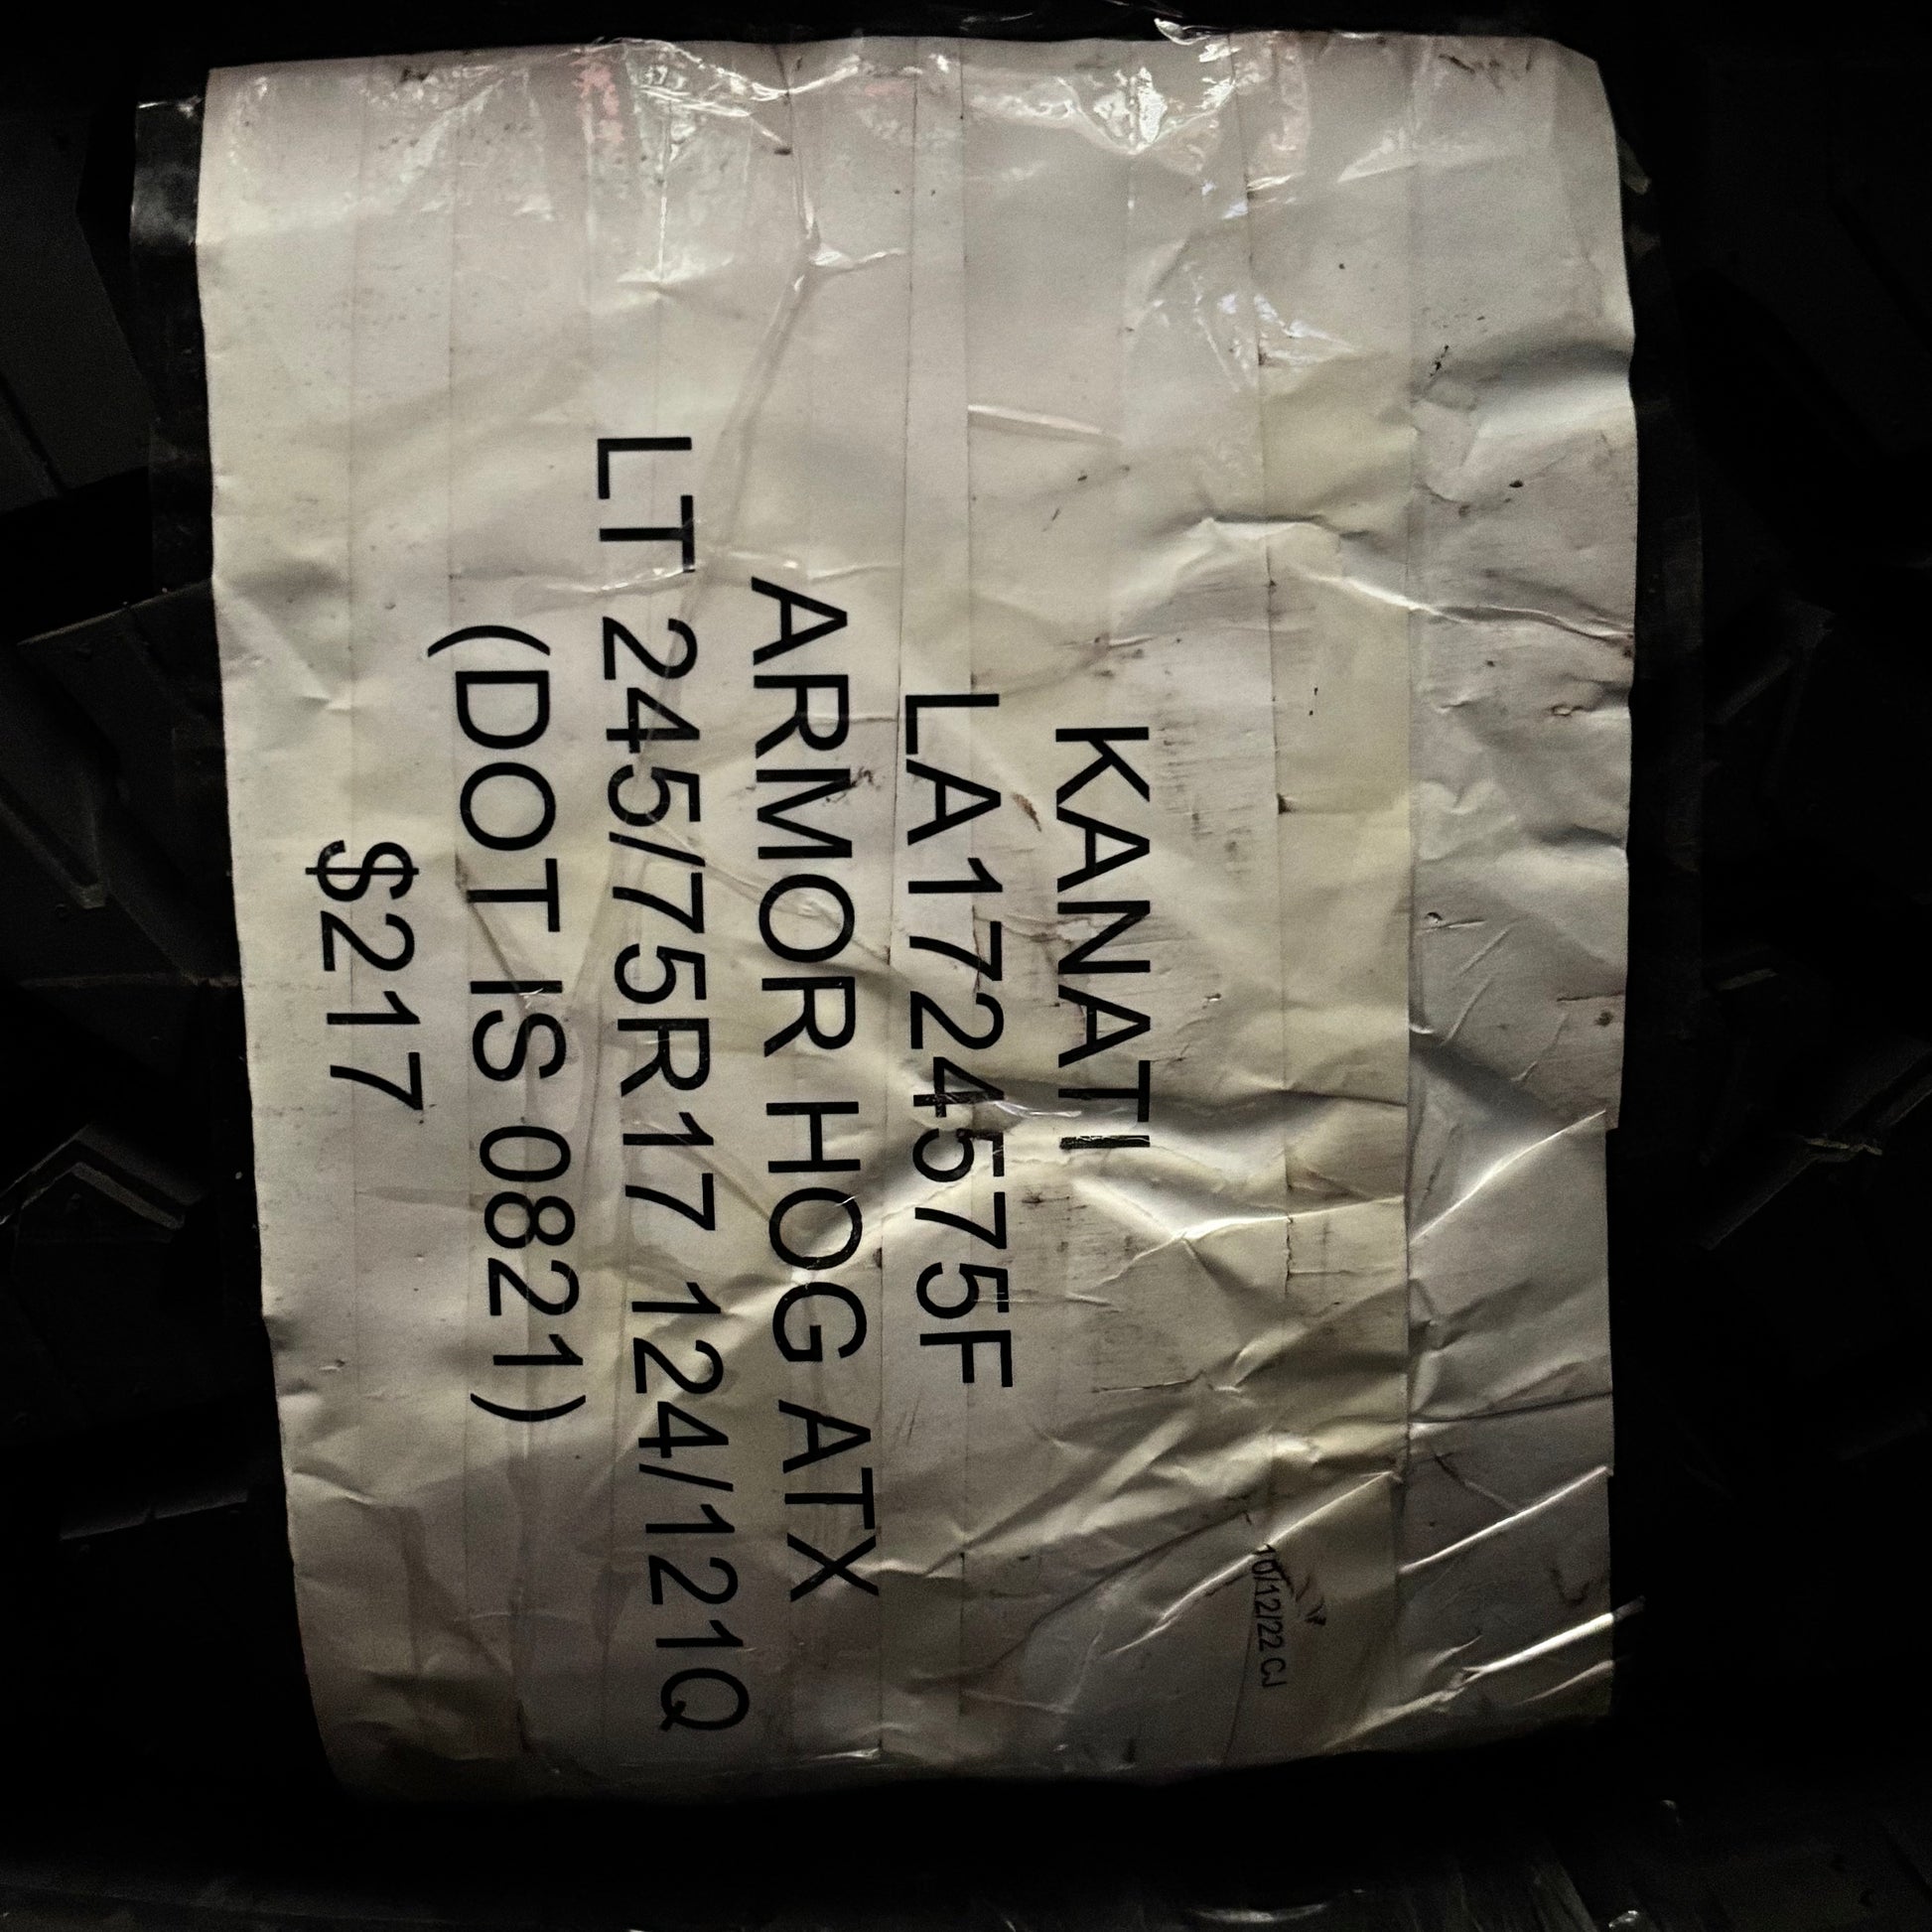 10/12/22 CJ
KANATI
LA1724575F
ARMOR HOG ATX
LT 245/75R17 124/121Q
(DOT IS 0821)
$217